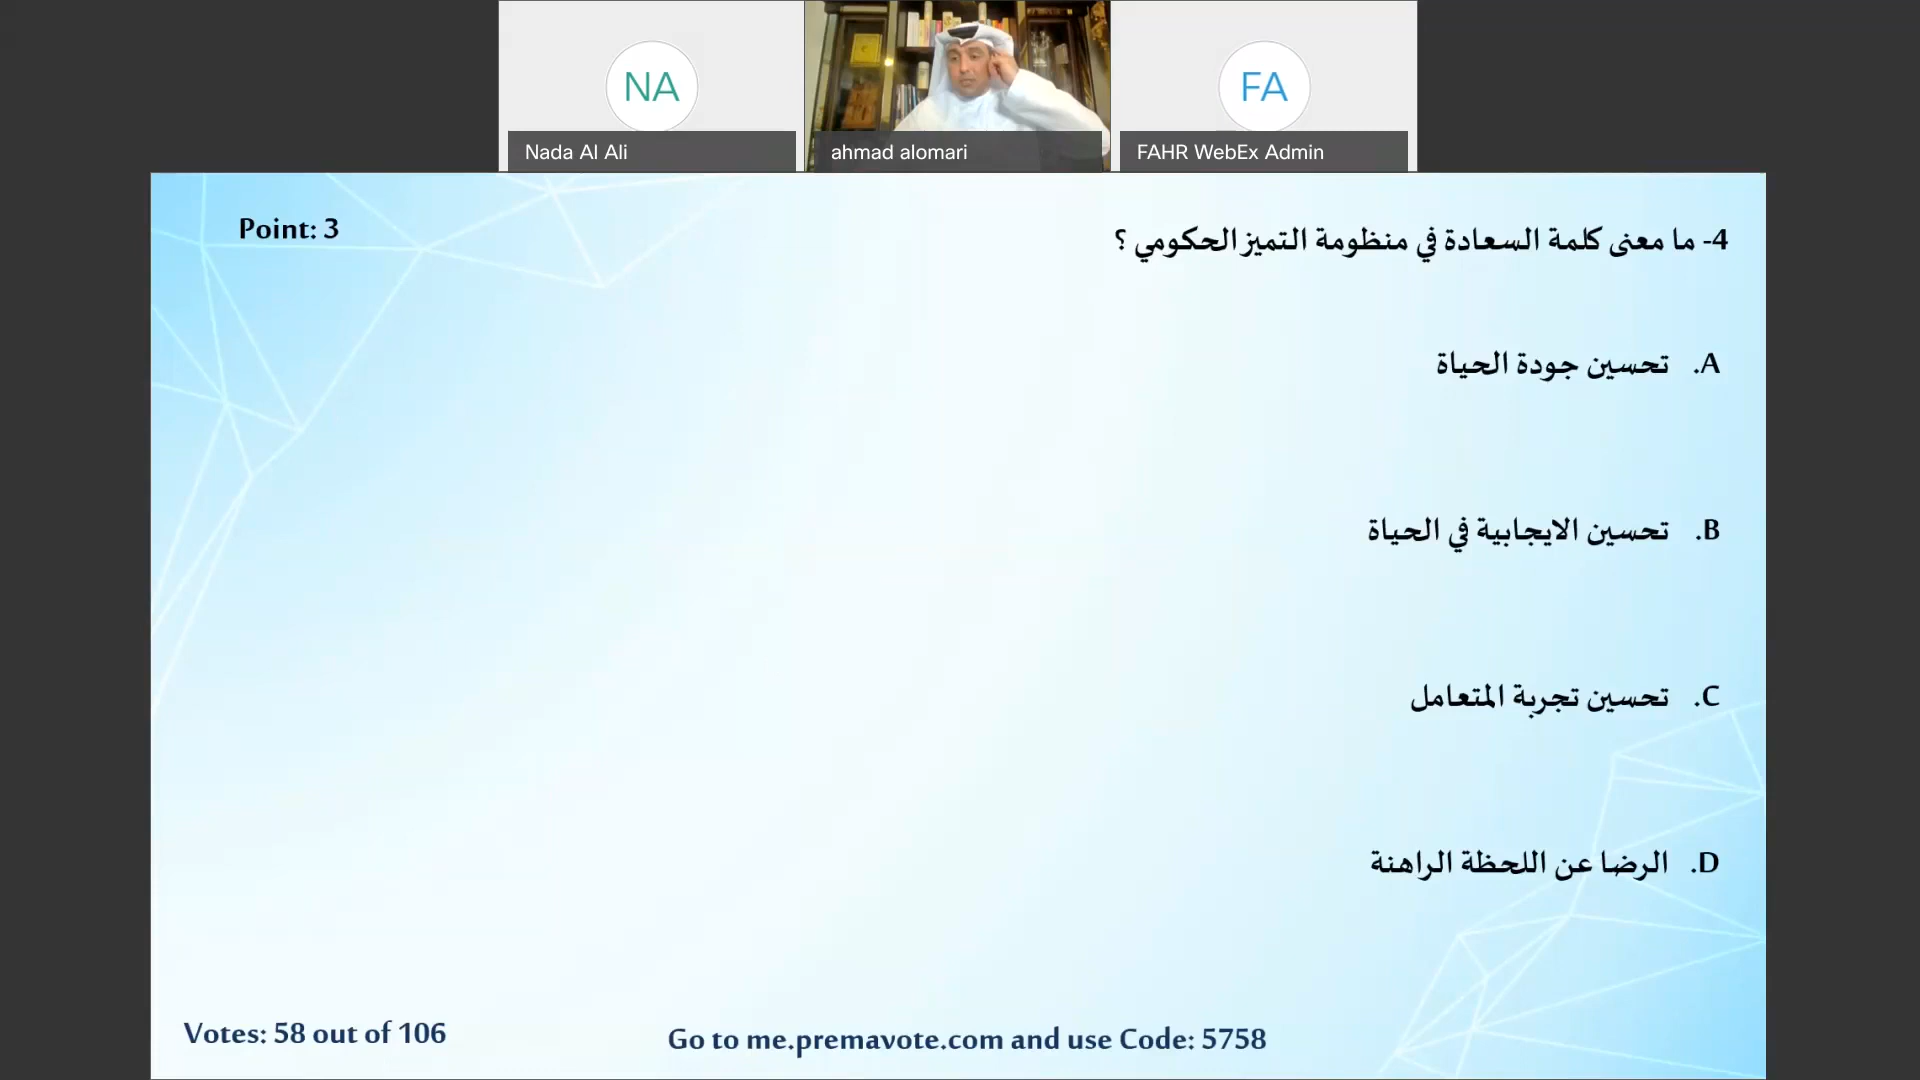 NA
Nada Al Ali
ahmad alomari
FA
FAHR WebEx Admin
Point: 3
4- ما معنى كلمة السعادة في منظومة التميز الحكومي ؟
A. تحسين جودة الحياة
B. تحسين الايجابية في الحياة
C. تحسين تجربة المتعامل
D. الرضا عن اللحظة الراهنة
Votes: 58 out of 106
Go to me.premavote.com and use Code: 5758